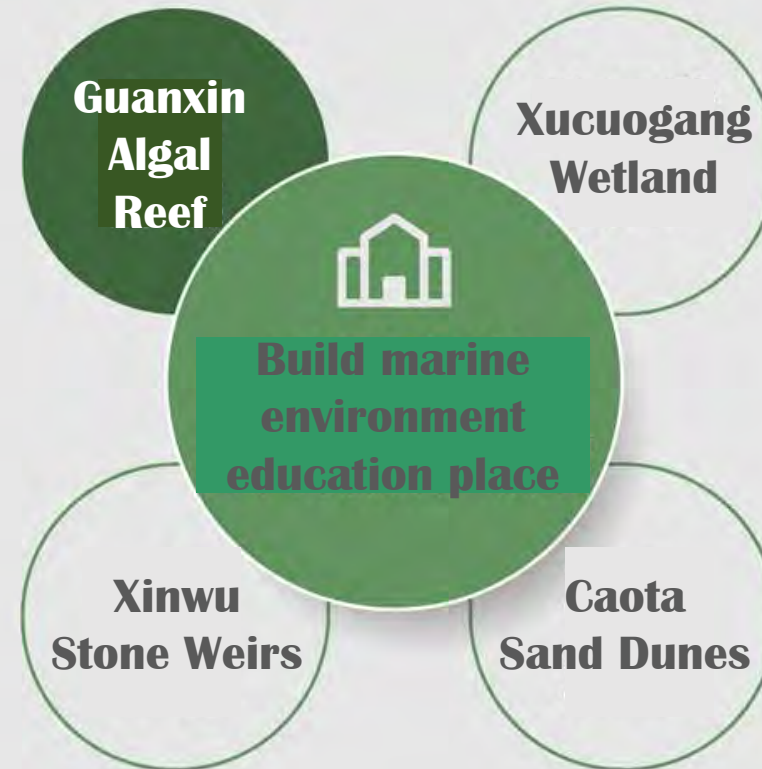 Guanxin
Algal
Reef
Xucuogang
Wetland
Build marine
environment
education place
Xinwu
Stone Weirs
Caota
Sand Dunes